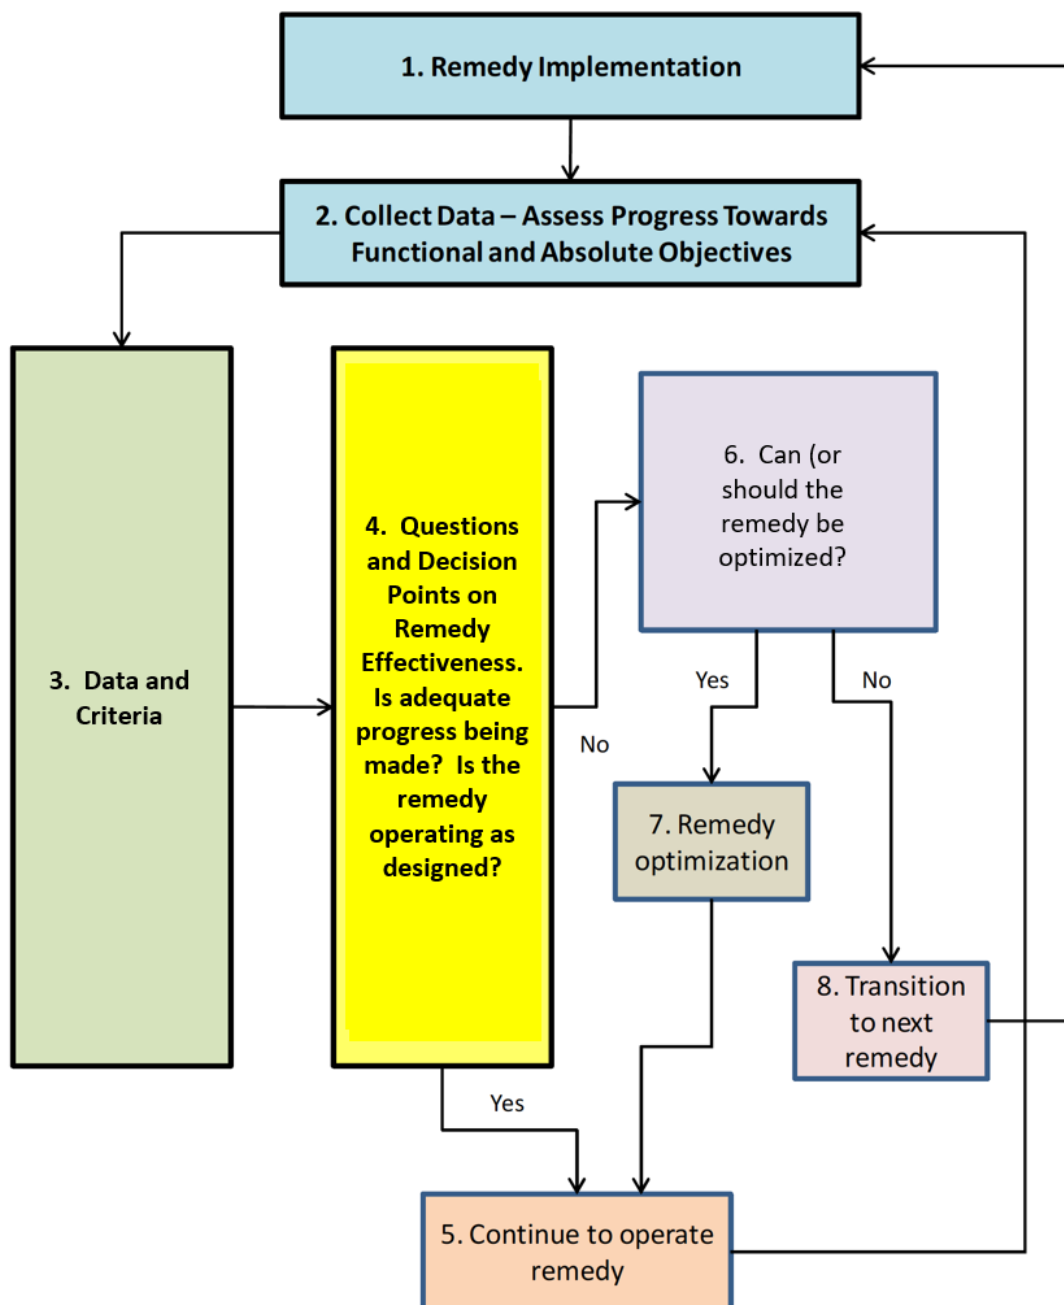 1. Remedy Implementation
2. Collect Data – Assess Progress Towards
Functional and Absolute Objectives
3.  Data and
Criteria
4.  Questions
and Decision
Points on
Remedy
Effectiveness.
Is adequate
progress being
made?  Is the
remedy
operating as
designed?
No
Yes
6.  Can (or
should the
remedy be
optimized?
Yes
No
7. Remedy
optimization
8. Transition
to next
remedy
5. Continue to operate
remedy